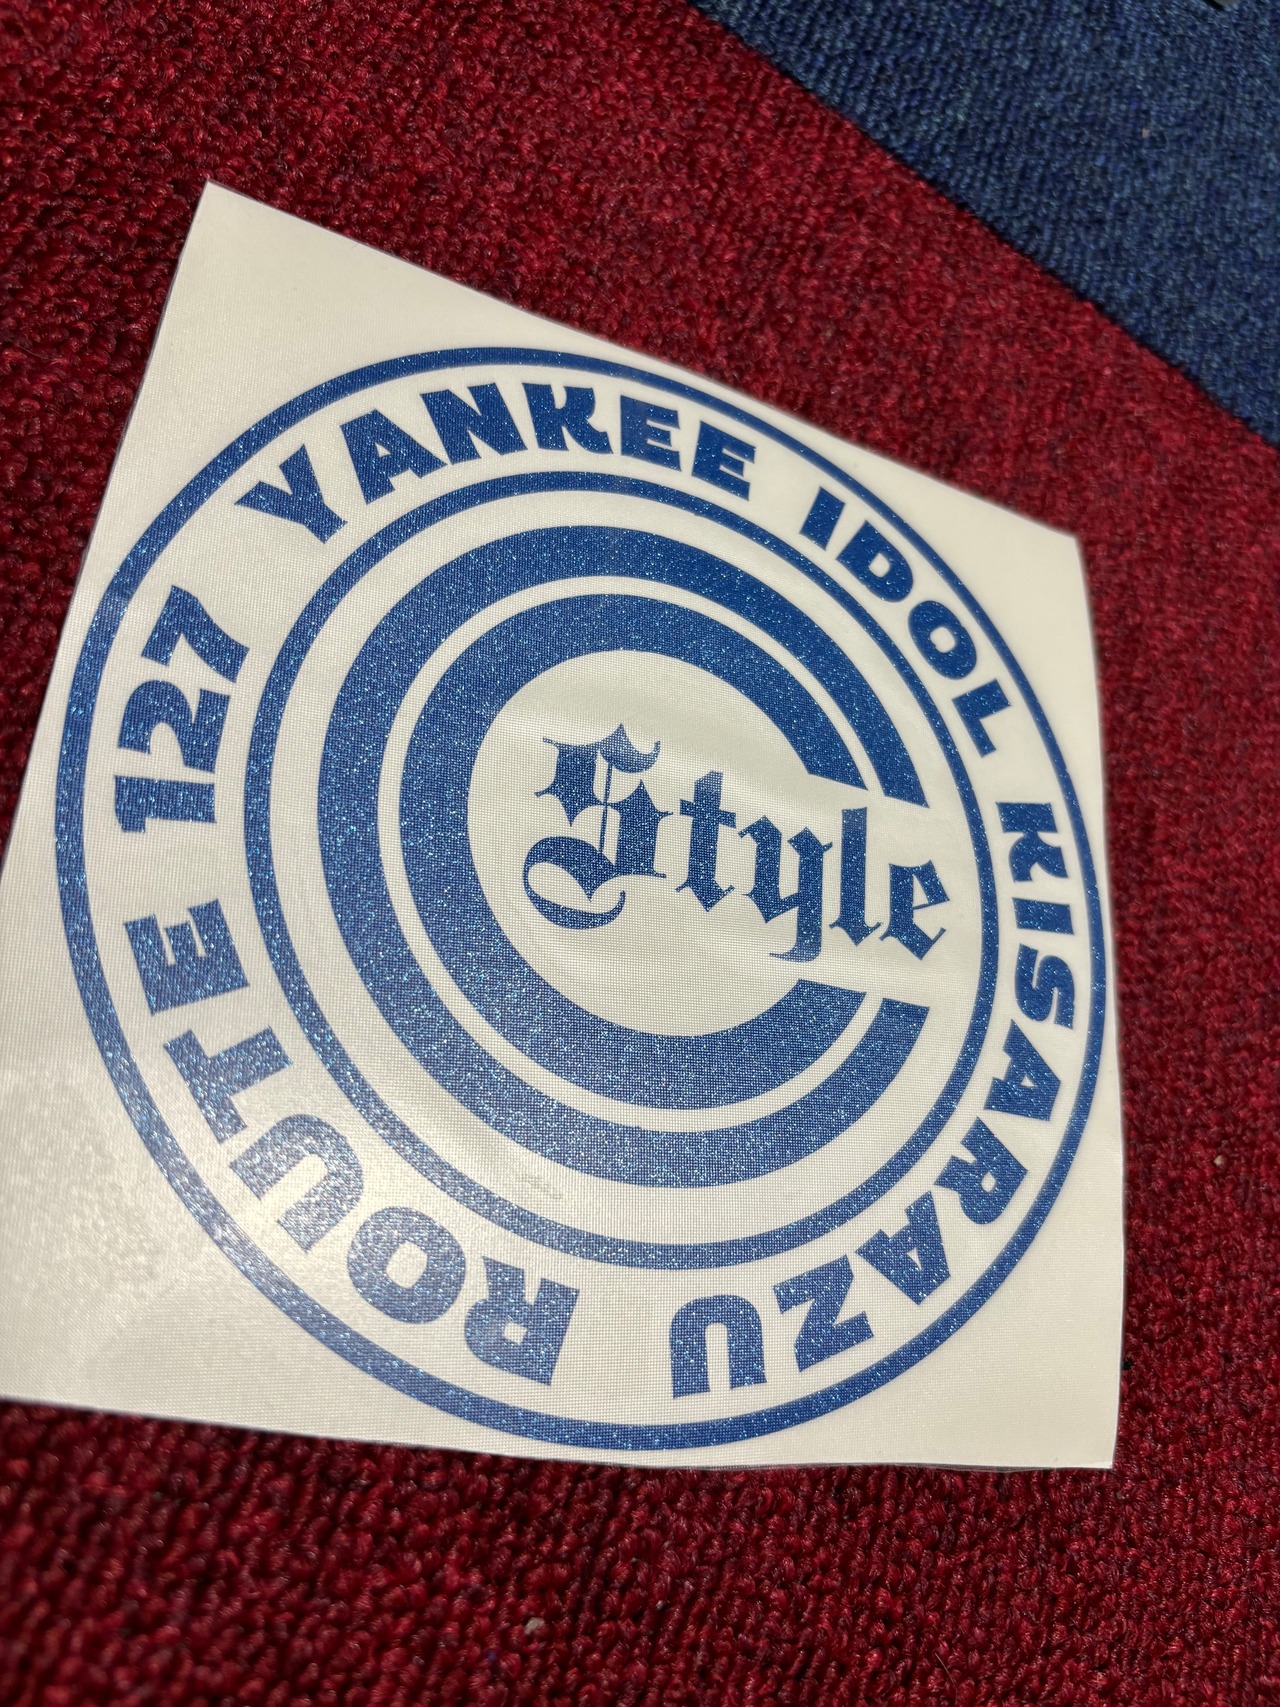 YANKEE IDOL KISARAZU ROUTE 127
C
Style